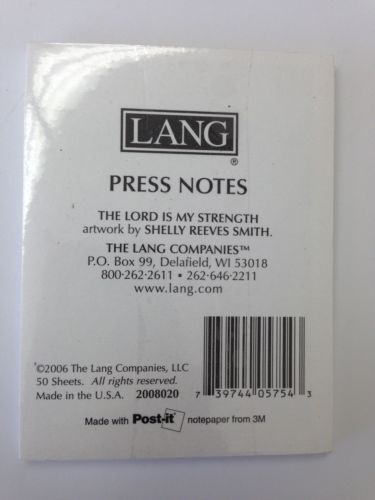 LANG®
PRESS NOTES
THE LORD IS MY STRENGTH
artwork by SHELLY REEVES SMITH.
THE LANG COMPANIES™
P.O. Box 99, Delafield, WI 53018
800·262·2611 • 262·646·2211
www.lang.com
©2006 The Lang Companies, LLC
50 Sheets. All rights reserved.
Made in the U.S.A. 2008020
7 39744 05754 3
Made with Post-it notepaper from 3M